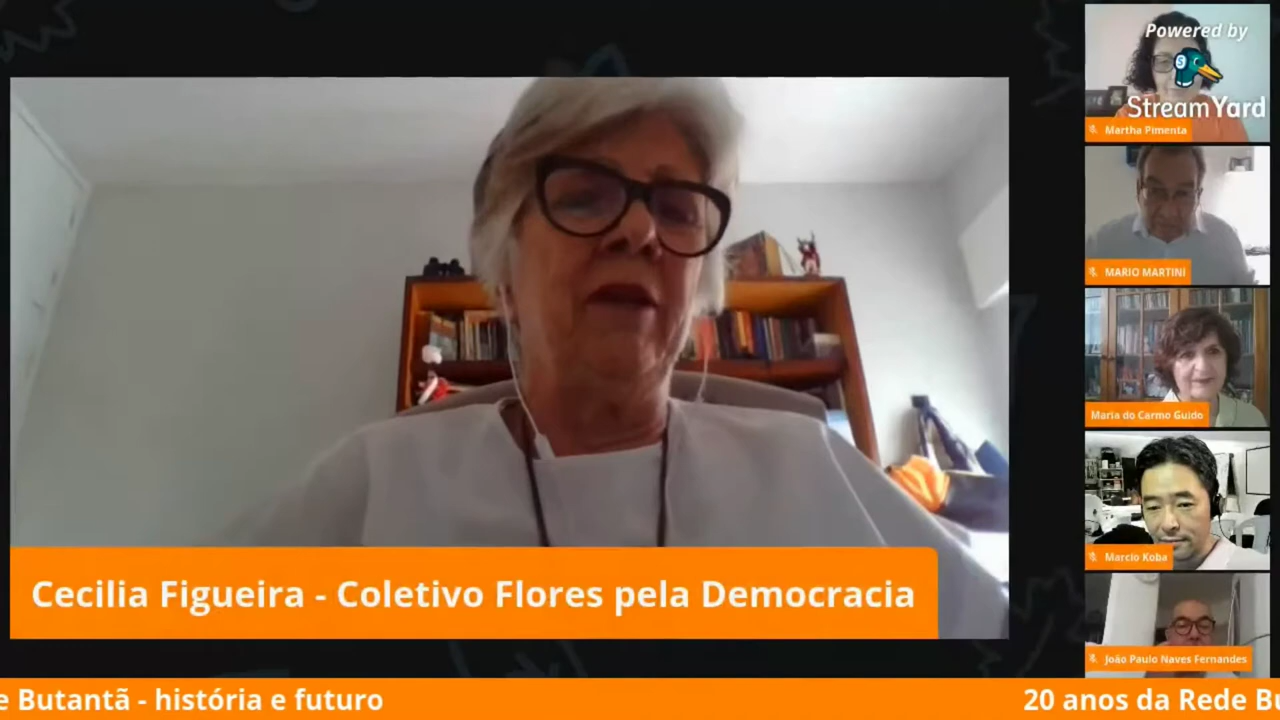 Powered by
StreamYard
Martha Pimenta
MARIO MARTINI
Maria do Carmo Guido
Marcio Koba
João Paulo Naves Fernandes
Cecilia Figueira - Coletivo Flores pela Democracia
e Butantã - história e futuro
20 anos da Rede Bu